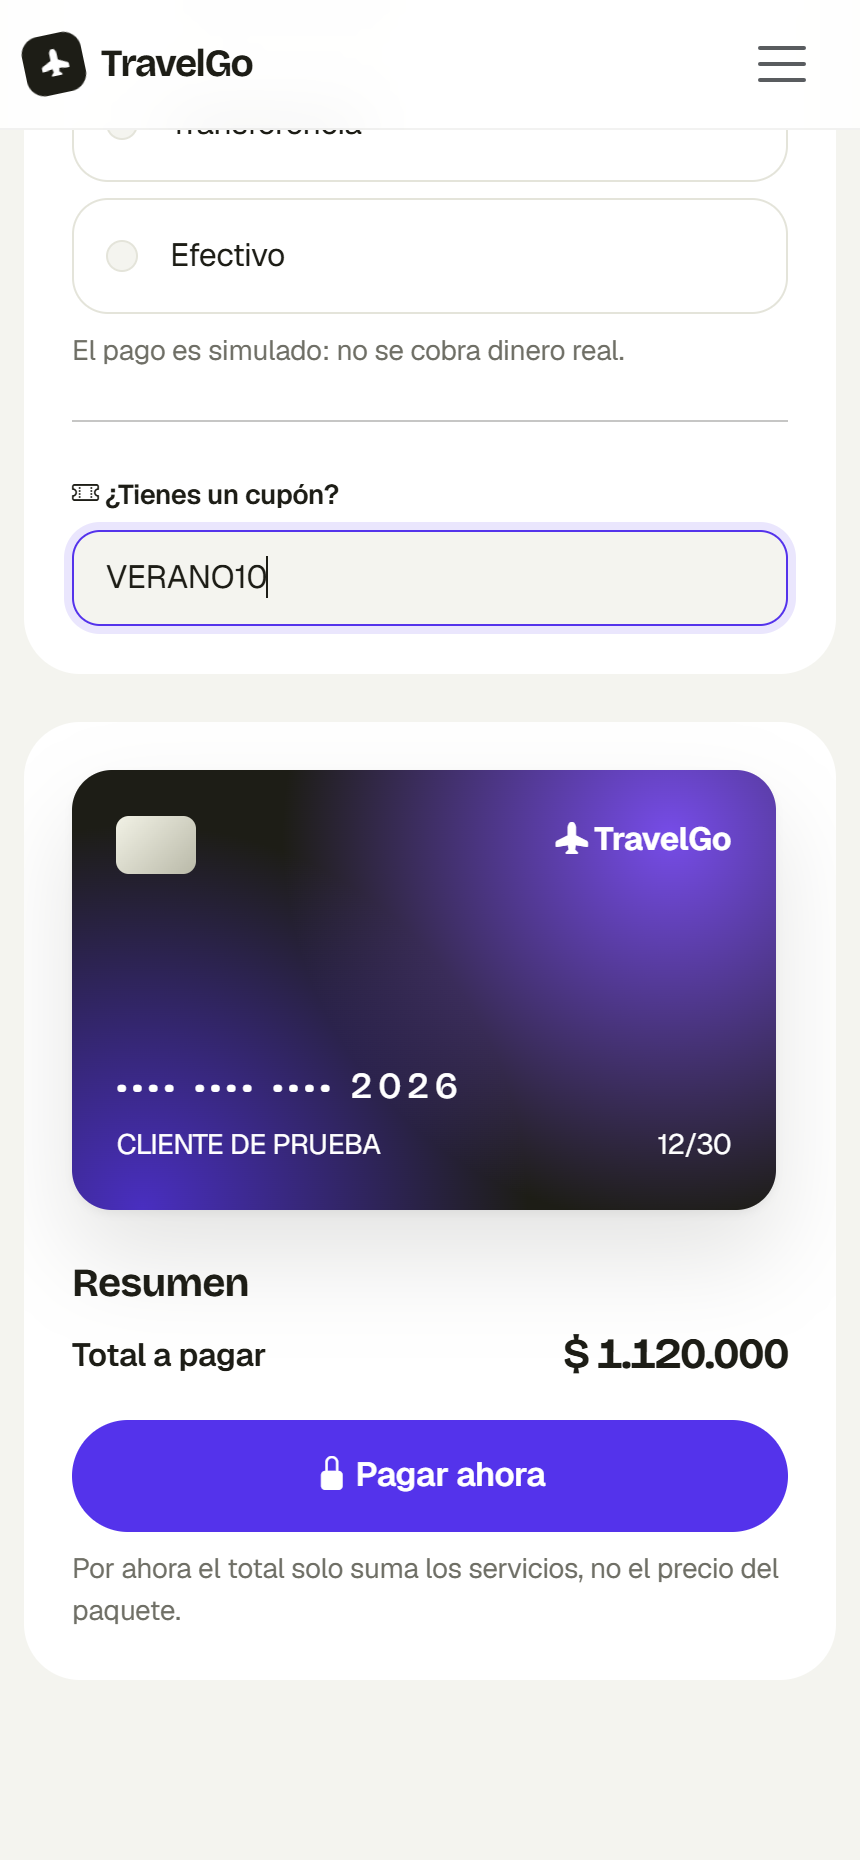 TravelGo
Transferencia
Efectivo
El pago es simulado: no se cobra dinero real.
¿Tienes un cupón?
VERANO10
TravelGo
•••• •••• •••• 2026
CLIENTE DE PRUEBA 12/30
Resumen
Total a pagar $ 1.120.000
Pagar ahora
Por ahora el total solo suma los servicios, no el precio del
paquete.